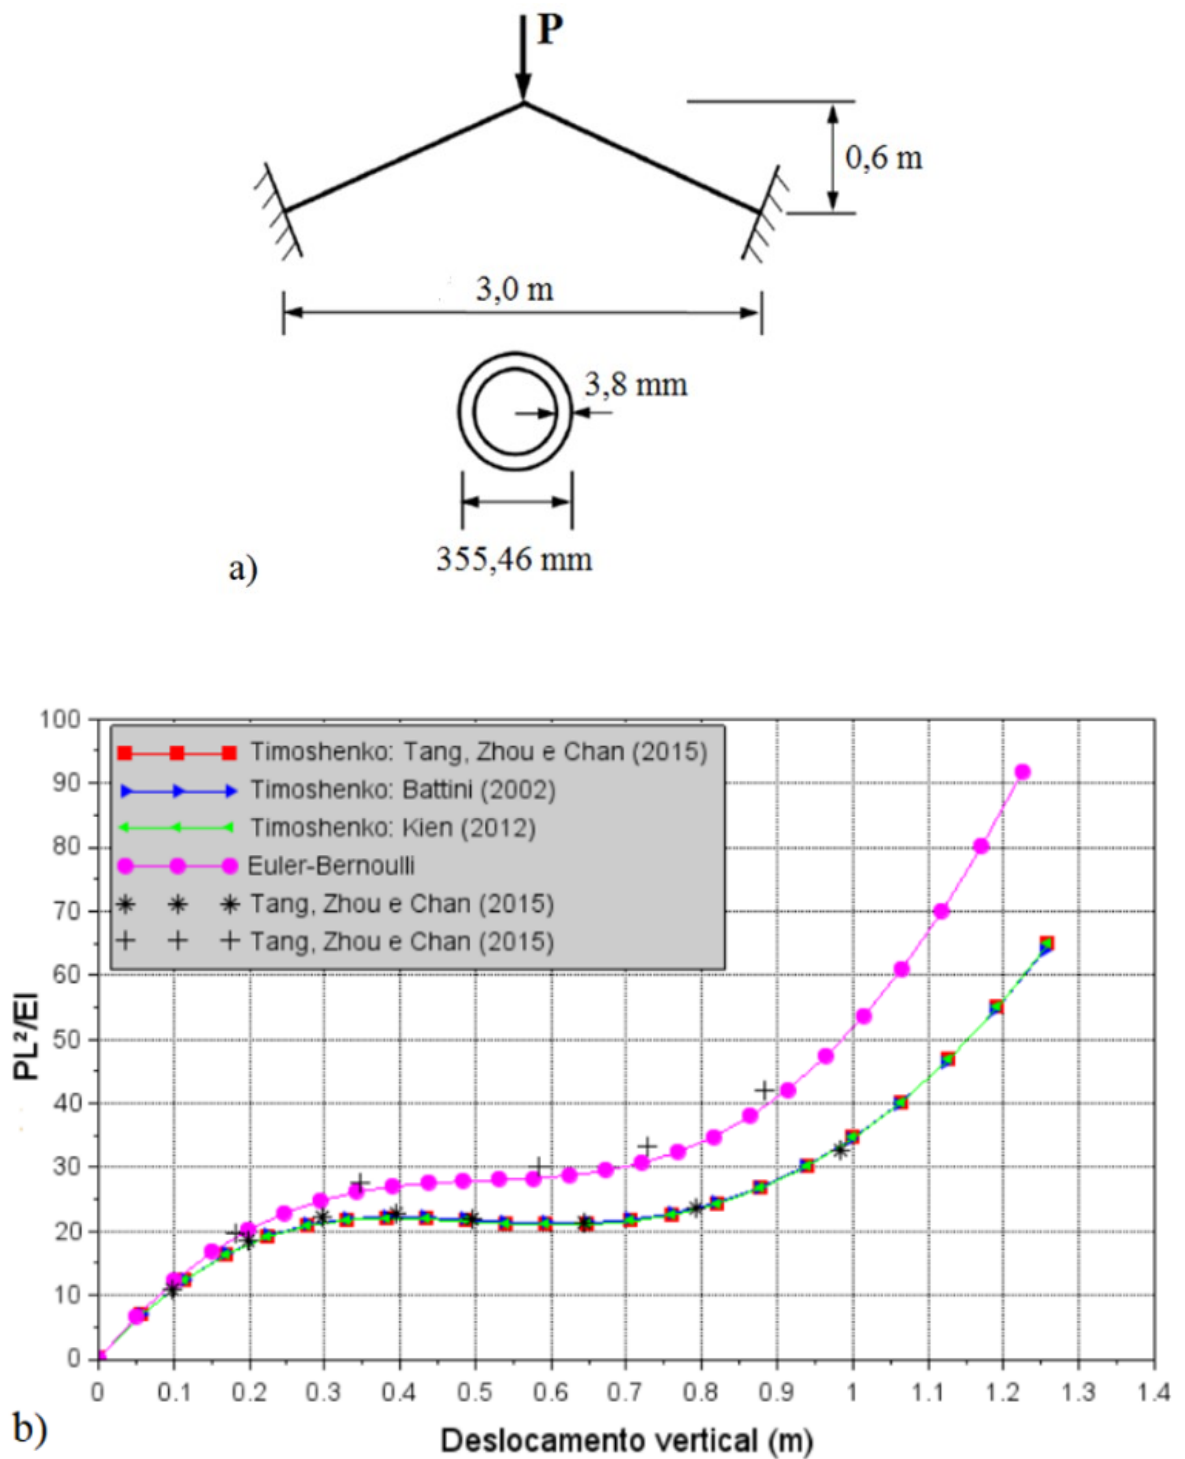 P
0,6 m
3,0 m
3,8 mm
355,46 mm
a)
100
90
80
70
60
50
40
30
20
10
0
PL²/EI
Timoshenko: Tang, Zhou e Chan (2015)
Timoshenko: Battini (2002)
Timoshenko: Kien (2012)
Euler-Bernoulli
Tang, Zhou e Chan (2015)
Tang, Zhou e Chan (2015)
0 0.1 0.2 0.3 0.4 0.5 0.6 0.7 0.8 0.9 1 1.1 1.2 1.3 1.4
Deslocamento vertical (m)
b)